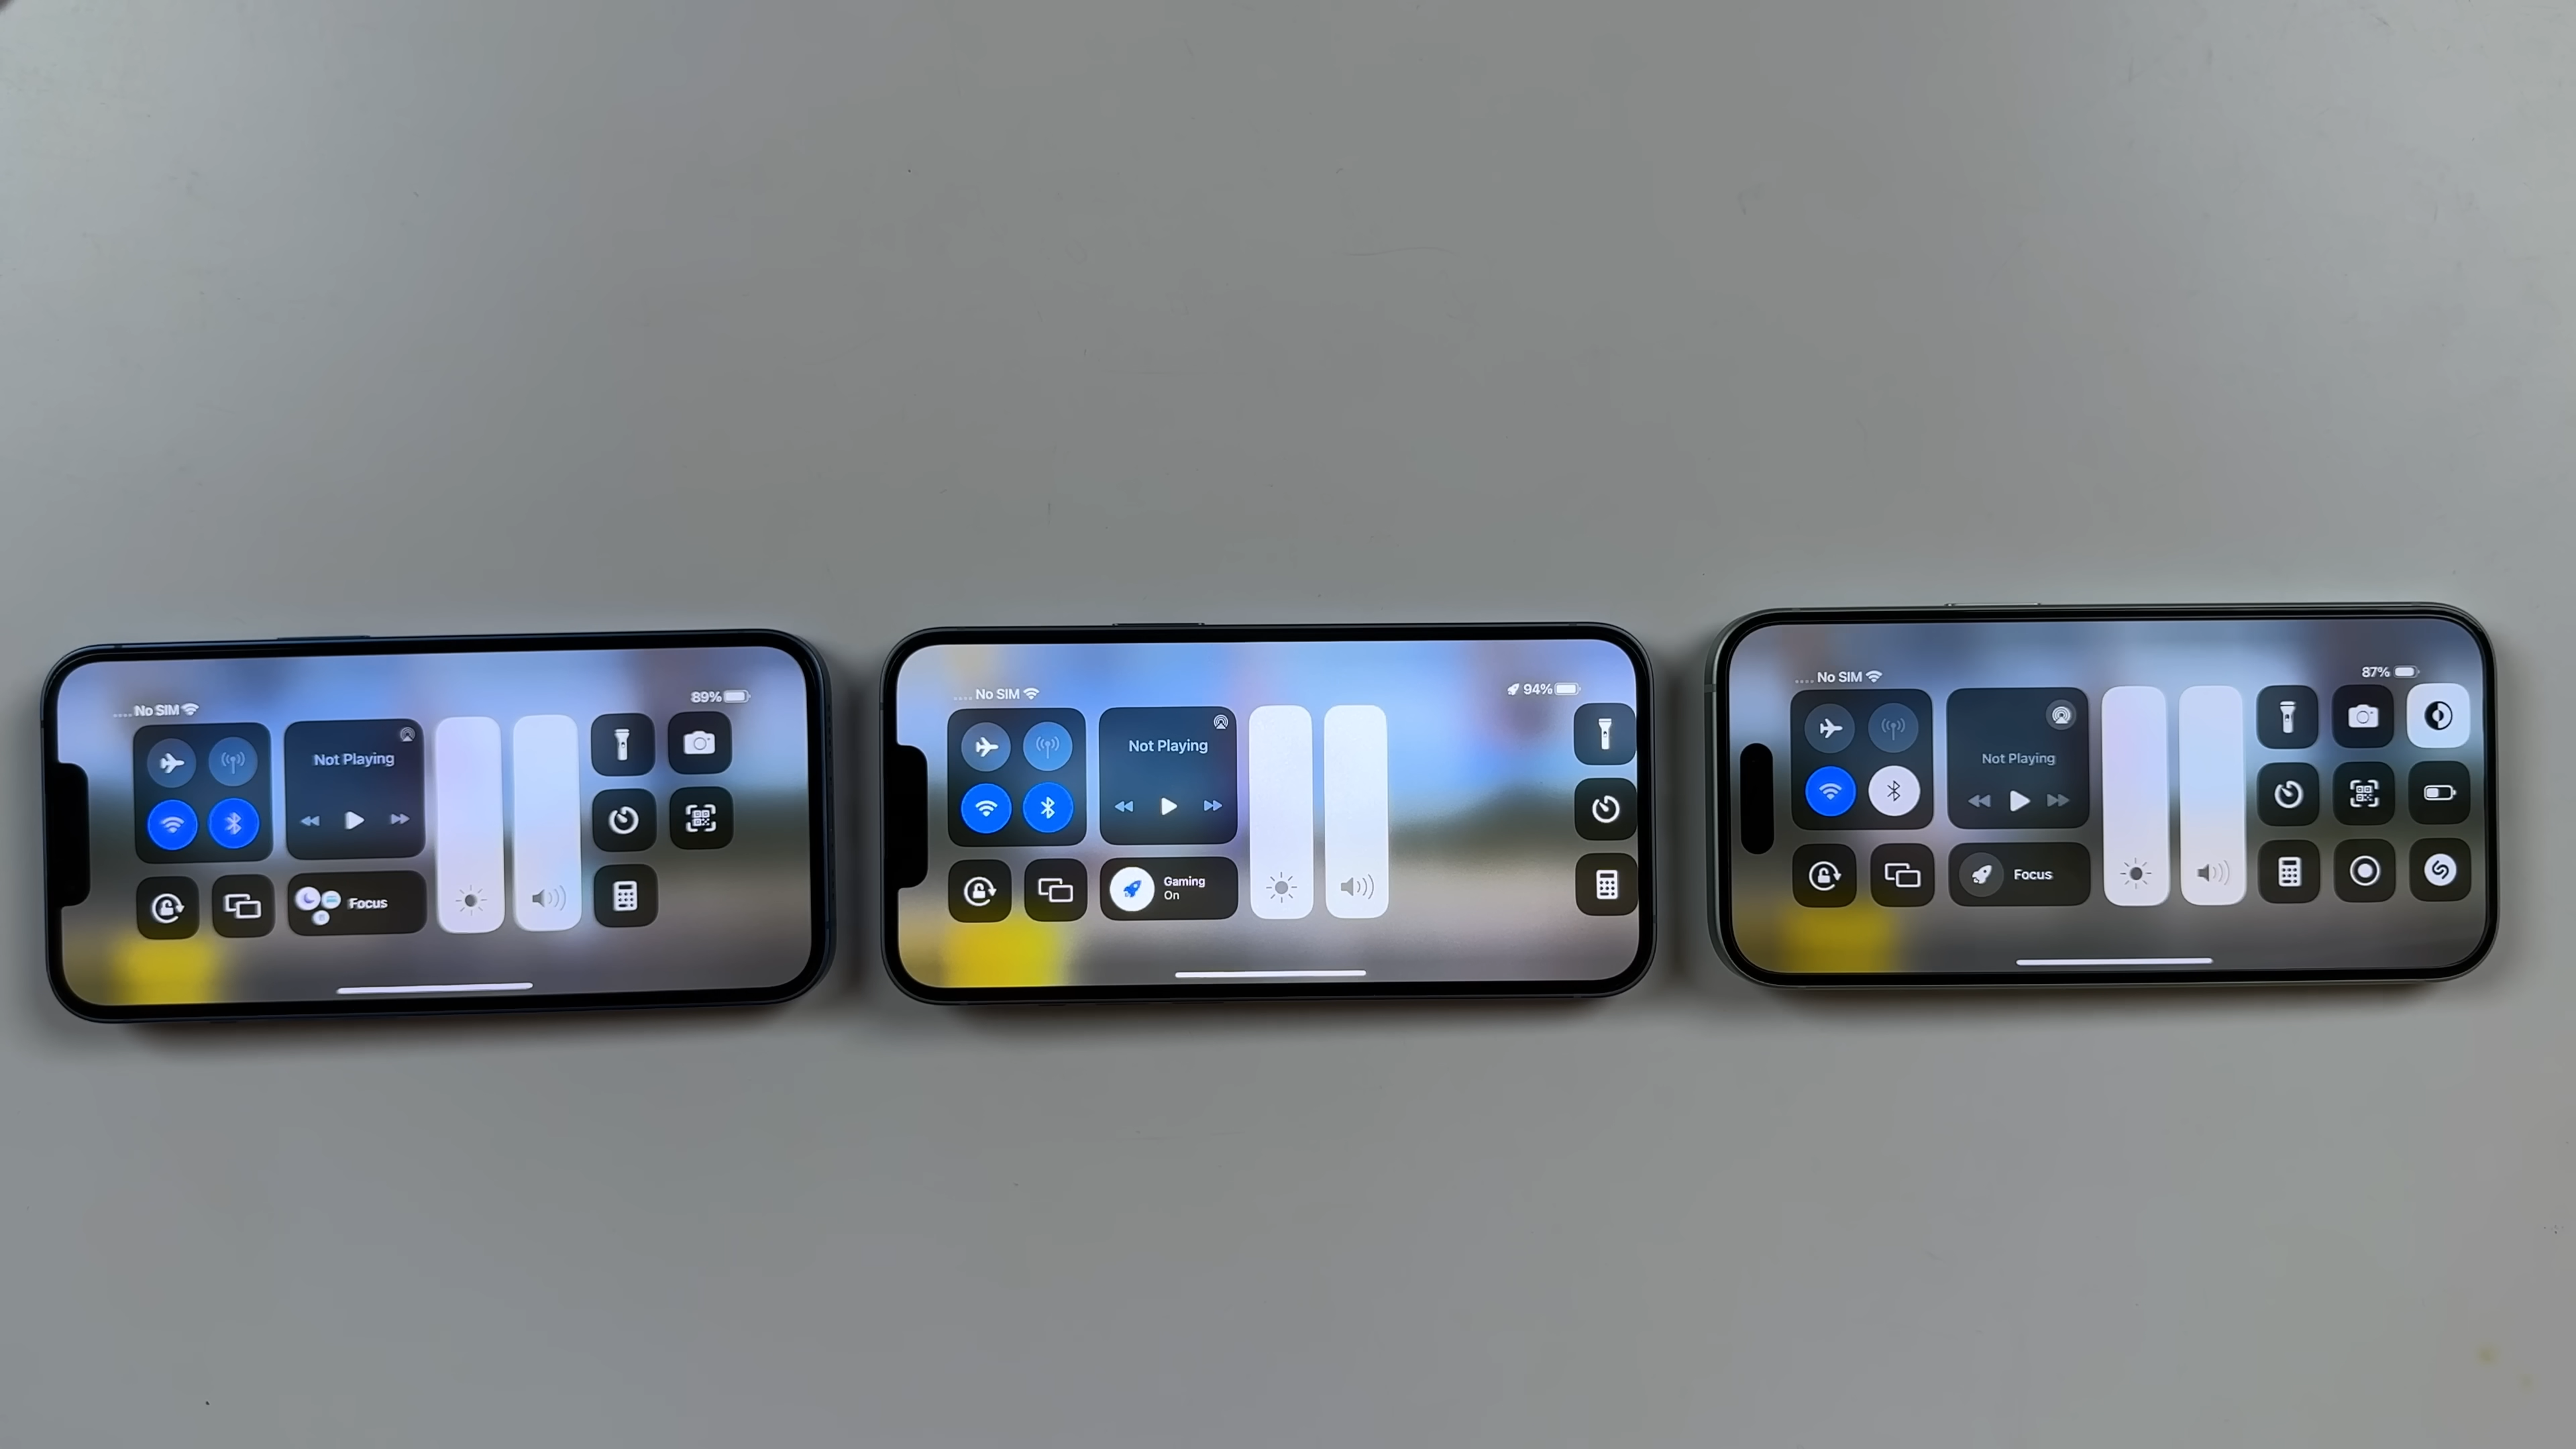 No SIM
89%
Not Playing
Focus
No SIM
94%
Not Playing
Gaming
On
No SIM
87%
Not Playing
Focus